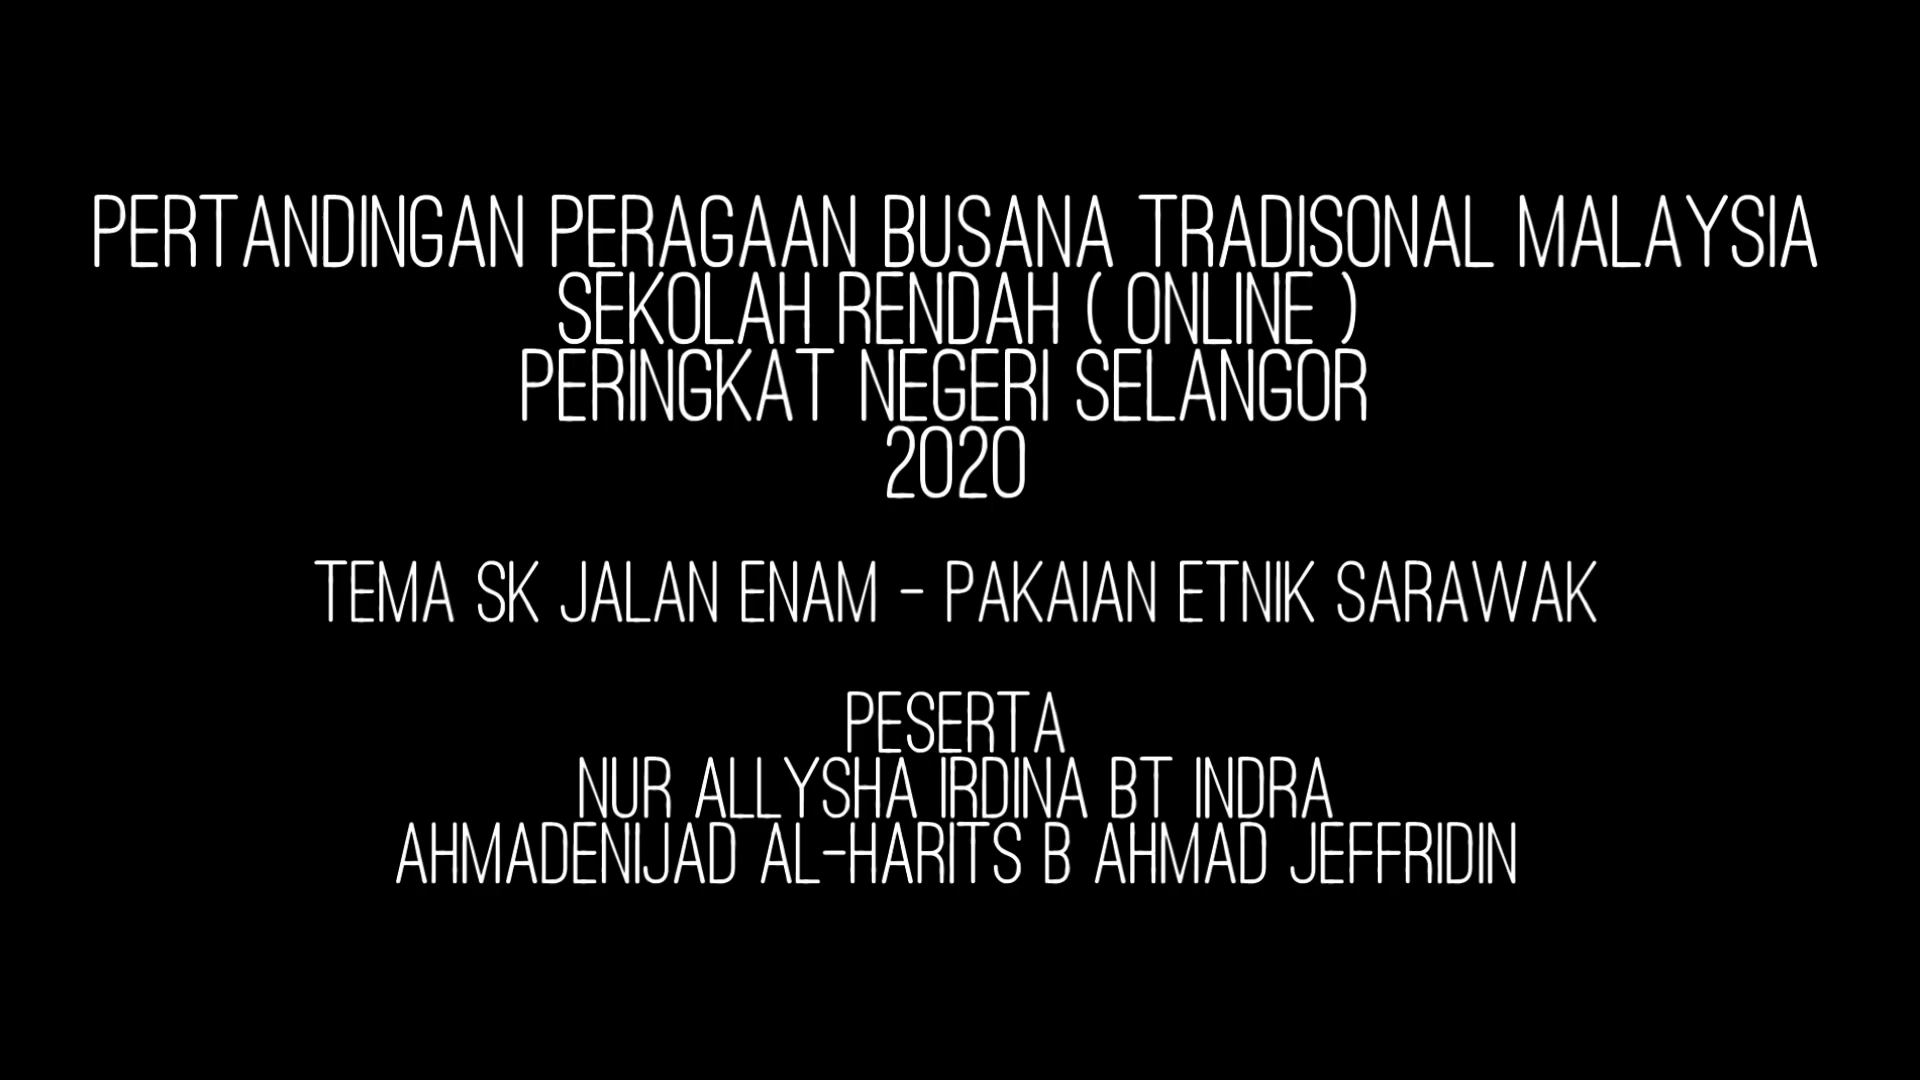 PERTANDINGAN PERAGAAN BUSANA TRADISONAL MALAYSIA
SEKOLAH RENDAH ( ONLINE )
PERINGKAT NEGERI SELANGOR
2020
TEMA SK JALAN ENAM - PAKAIAN ETNIK SARAWAK
PESERTA
NUR ALLYSHA IRDINA BT INDRA
AHMADENIJAD AL-HARITS B AHMAD JEFFRIDIN